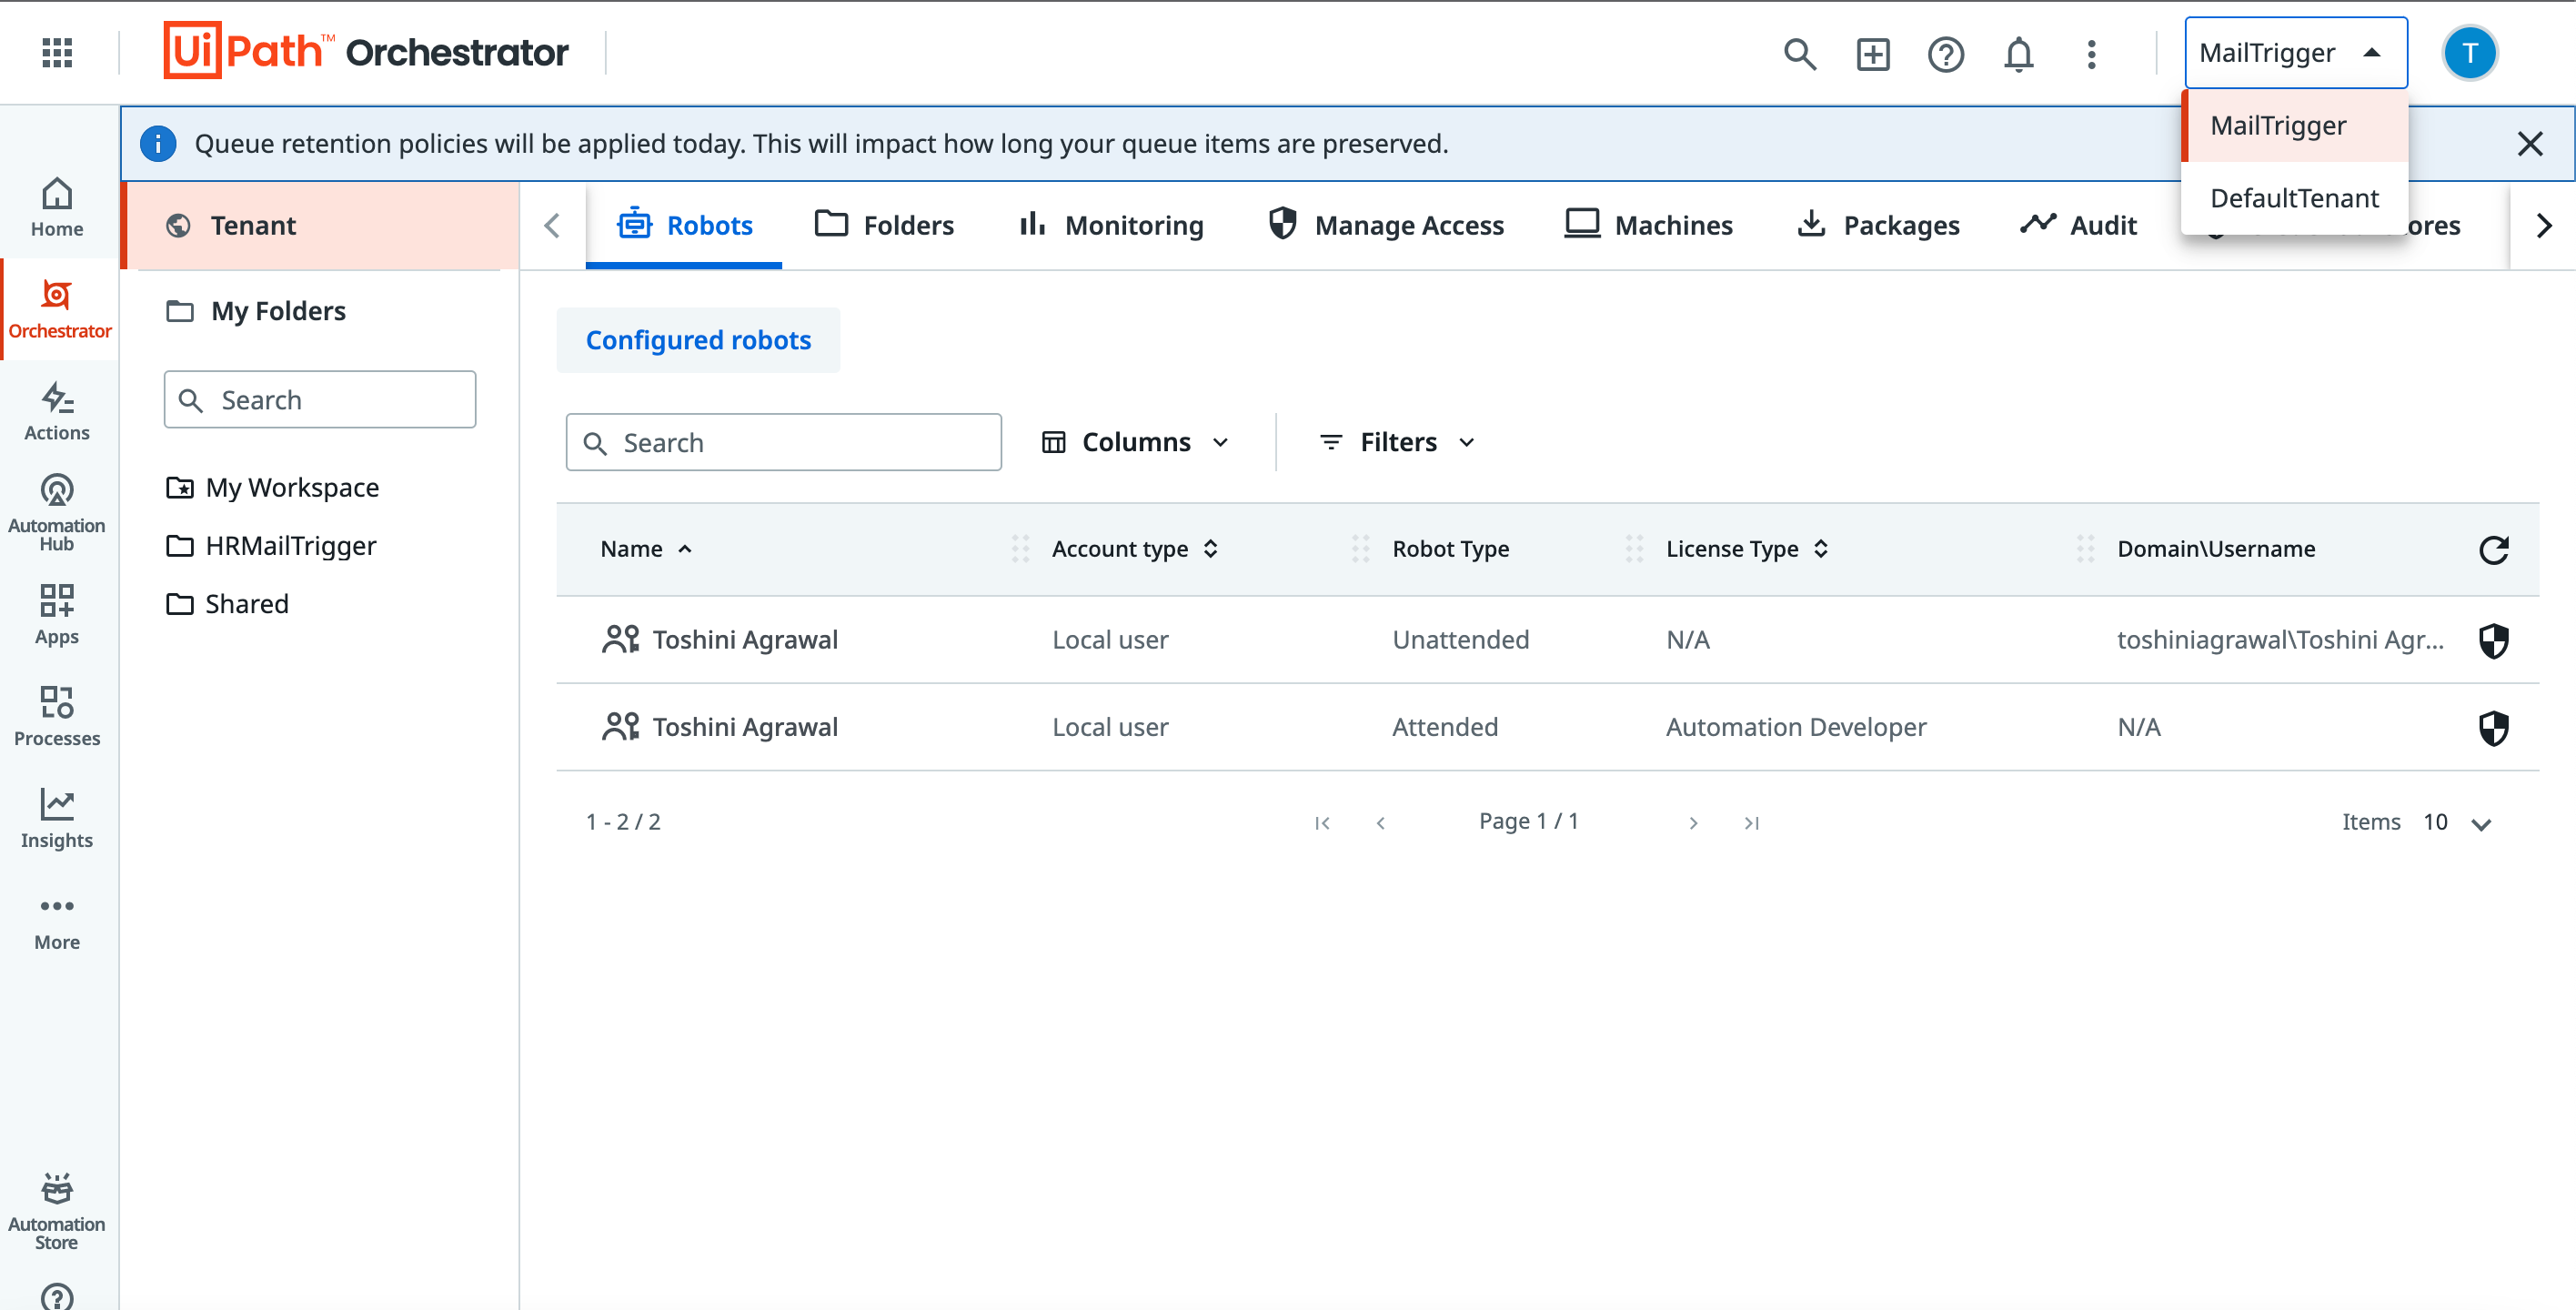 UiPath™ Orchestrator
MailTrigger
T
MailTrigger
DefaultTenant
Queue retention policies will be applied today. This will impact how long your queue items are preserved.
Home
Orchestrator
Actions
Automation
Hub
Apps
Processes
Insights
More
Automation
Store
Tenant
My Folders
Search
My Workspace
HRMailTrigger
Shared
Robots
Folders
Monitoring
Manage Access
Machines
Packages
Audit
Configured robots
Search
Columns
Filters
Name
Account type
Robot Type
License Type
Domain\Username
Toshini Agrawal
Local user
Unattended
N/A
toshiniagrawal\Toshini Agr...
Toshini Agrawal
Local user
Attended
Automation Developer
N/A
1 - 2 / 2
Page 1 / 1
Items 10